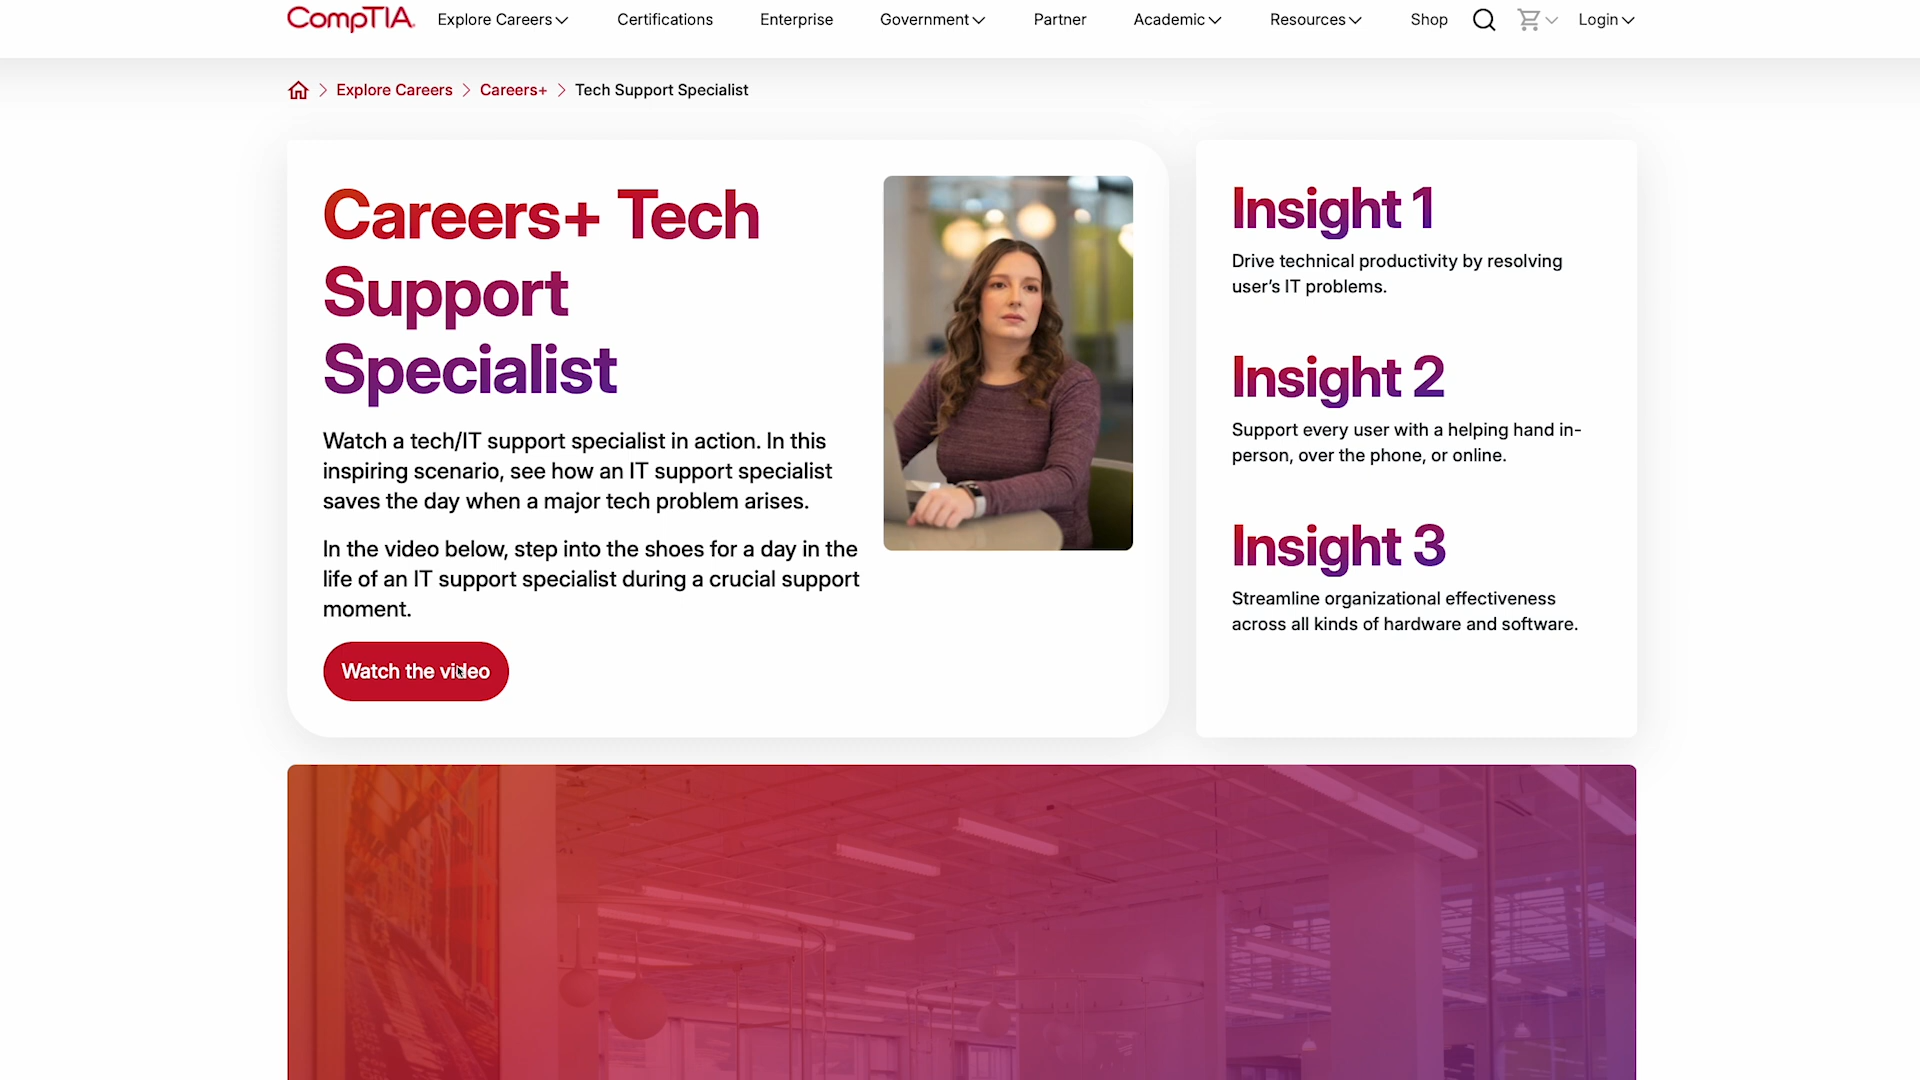 CompTIA.
Explore Careers
Certifications
Enterprise
Government
Partner
Academic
Resources
Shop
Login
Explore Careers
Careers+
Tech Support Specialist
Careers+ Tech
Support
Specialist
Watch a tech/IT support specialist in action. In this
inspiring scenario, see how an IT support specialist
saves the day when a major tech problem arises.
In the video below, step into the shoes for a day in the
life of an IT support specialist during a crucial support
moment.
Watch the video
Insight 1
Drive technical productivity by resolving
user's IT problems.
Insight 2
Support every user with a helping hand in-
person, over the phone, or online.
Insight 3
Streamline organizational effectiveness
across all kinds of hardware and software.